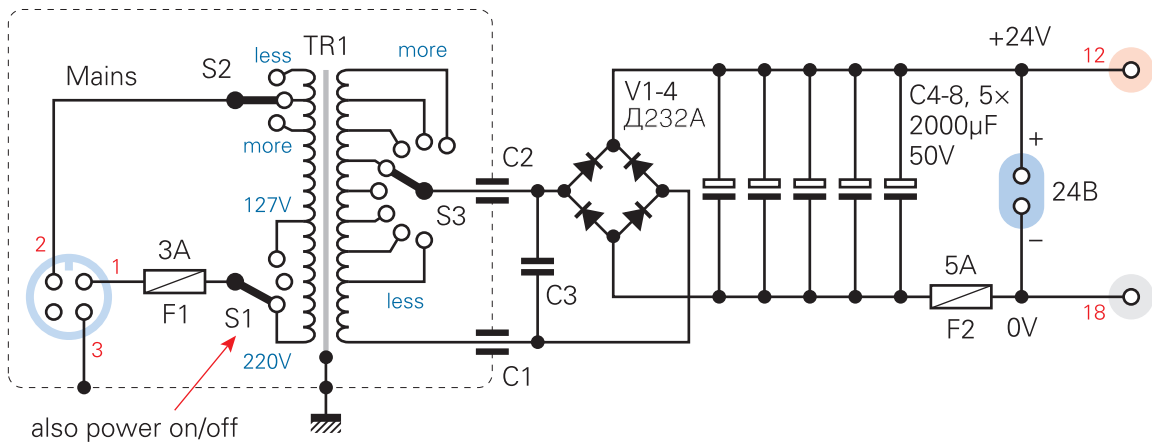 Mains
S2
less
TR1
more
more
127V
2
1
3A
F1
S1
3
220V
also power on/off
S3
less
C2
C3
C1
V1-4
Д232А
C4-8, 5×
2000µF
50V
+24V
12
+
24В
−
5A
F2
0V
18